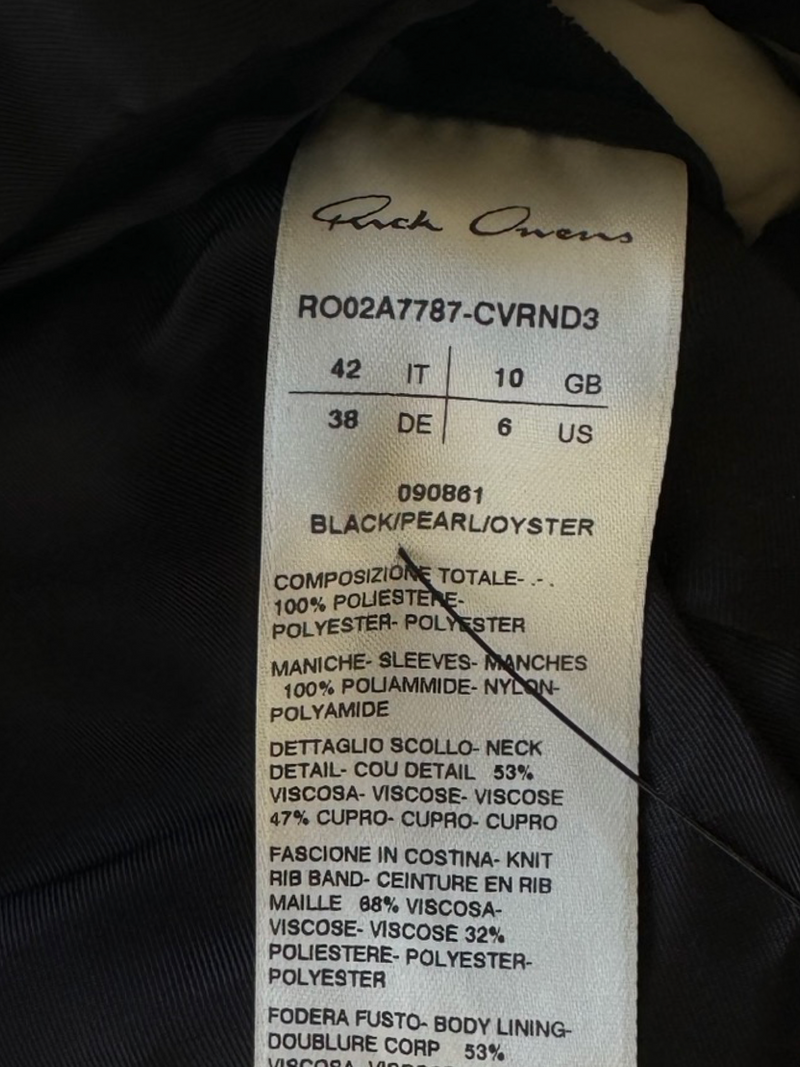 Rick Owens
RO02A7787-CVRND3
42 IT 10 GB
38 DE 6 US
090861
BLACK/PEARL/OYSTER
COMPOSIZIONE TOTALE- .- .
100% POLIESTERE-
POLYESTER- POLYESTER
MANICHE- SLEEVES- MANCHES
100% POLIAMMIDE- NYLON-
POLYAMIDE
DETTAGLIO SCOLLO- NECK
DETAIL- COU DETAIL 53%
VISCOSA- VISCOSE- VISCOSE
47% CUPRO- CUPRO- CUPRO
FASCIONE IN COSTINA- KNIT
RIB BAND- CEINTURE EN RIB
MAILLE 68% VISCOSA-
VISCOSE- VISCOSE 32%
POLIESTERE- POLYESTER-
POLYESTER
FODERA FUSTO- BODY LINING-
DOUBLURE CORP 53%
VISCOSA- VISCOSE- VISCOSE